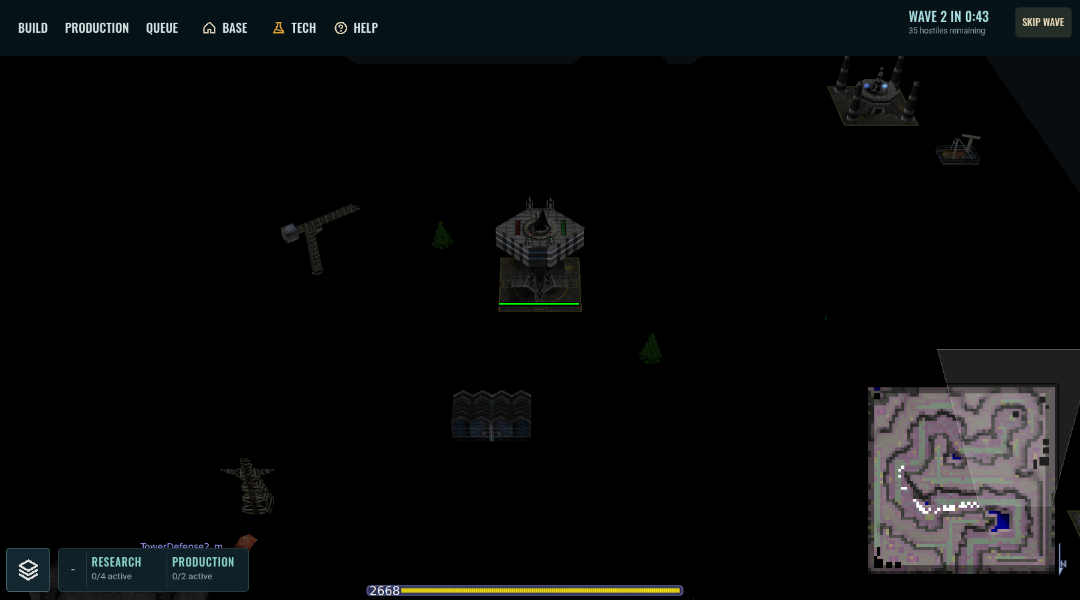 BUILD PRODUCTION QUEUE BASE TECH HELP
WAVE 2 IN 0:43
35 hostiles remaining
SKIP WAVE
TowerDefense2_m
RESEARCH
0/4 active
PRODUCTION
0/2 active
2668
N